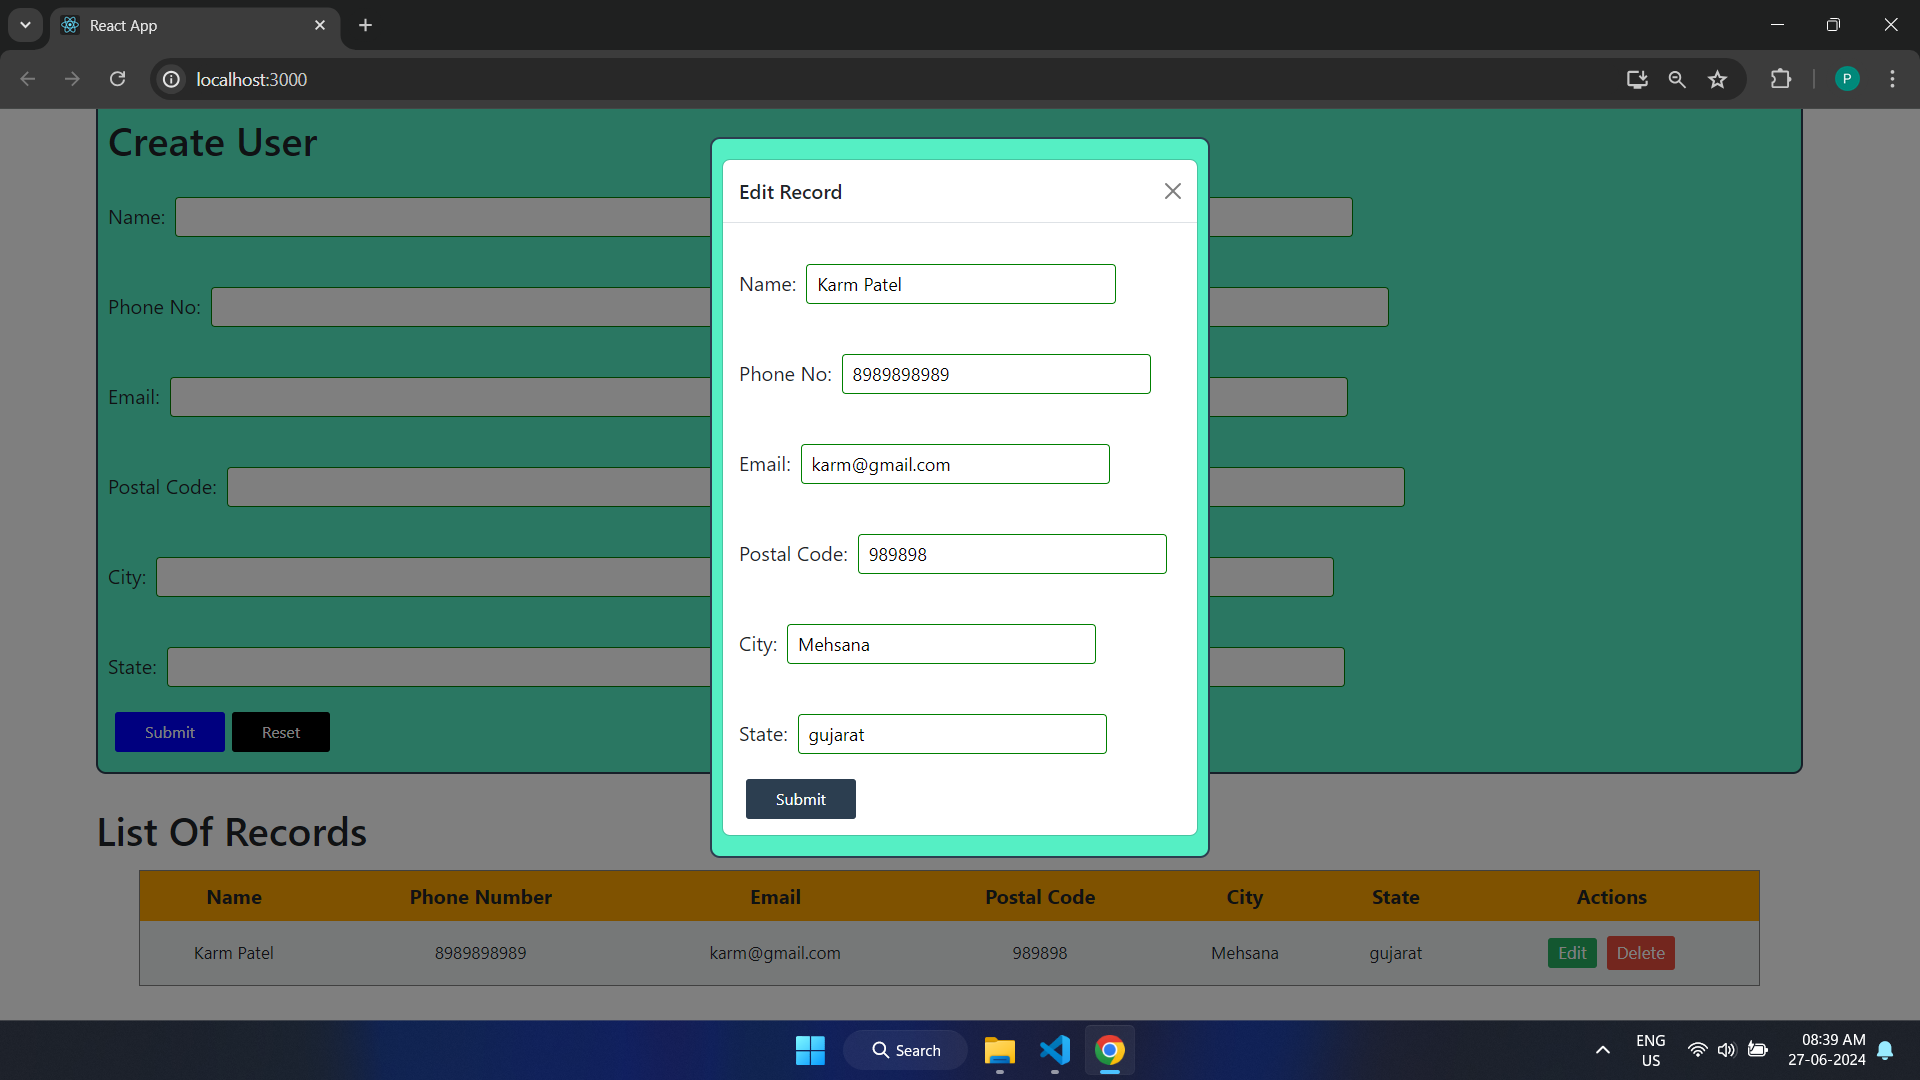 React App
localhost:3000
P
Create User
Name:
Phone No:
Email:
Postal Code:
City:
State:
Submit Reset
Edit Record
Name: Karm Patel
Phone No: 8989898989
Email: karm@gmail.com
Postal Code: 989898
City: Mehsana
State: gujarat
Submit
List Of Records
Name Phone Number Email Postal Code City State Actions
Karm Patel 8989898989 karm@gmail.com 989898 Mehsana gujarat Edit Delete
Search
ENG
US
08:39 AM
27-06-2024